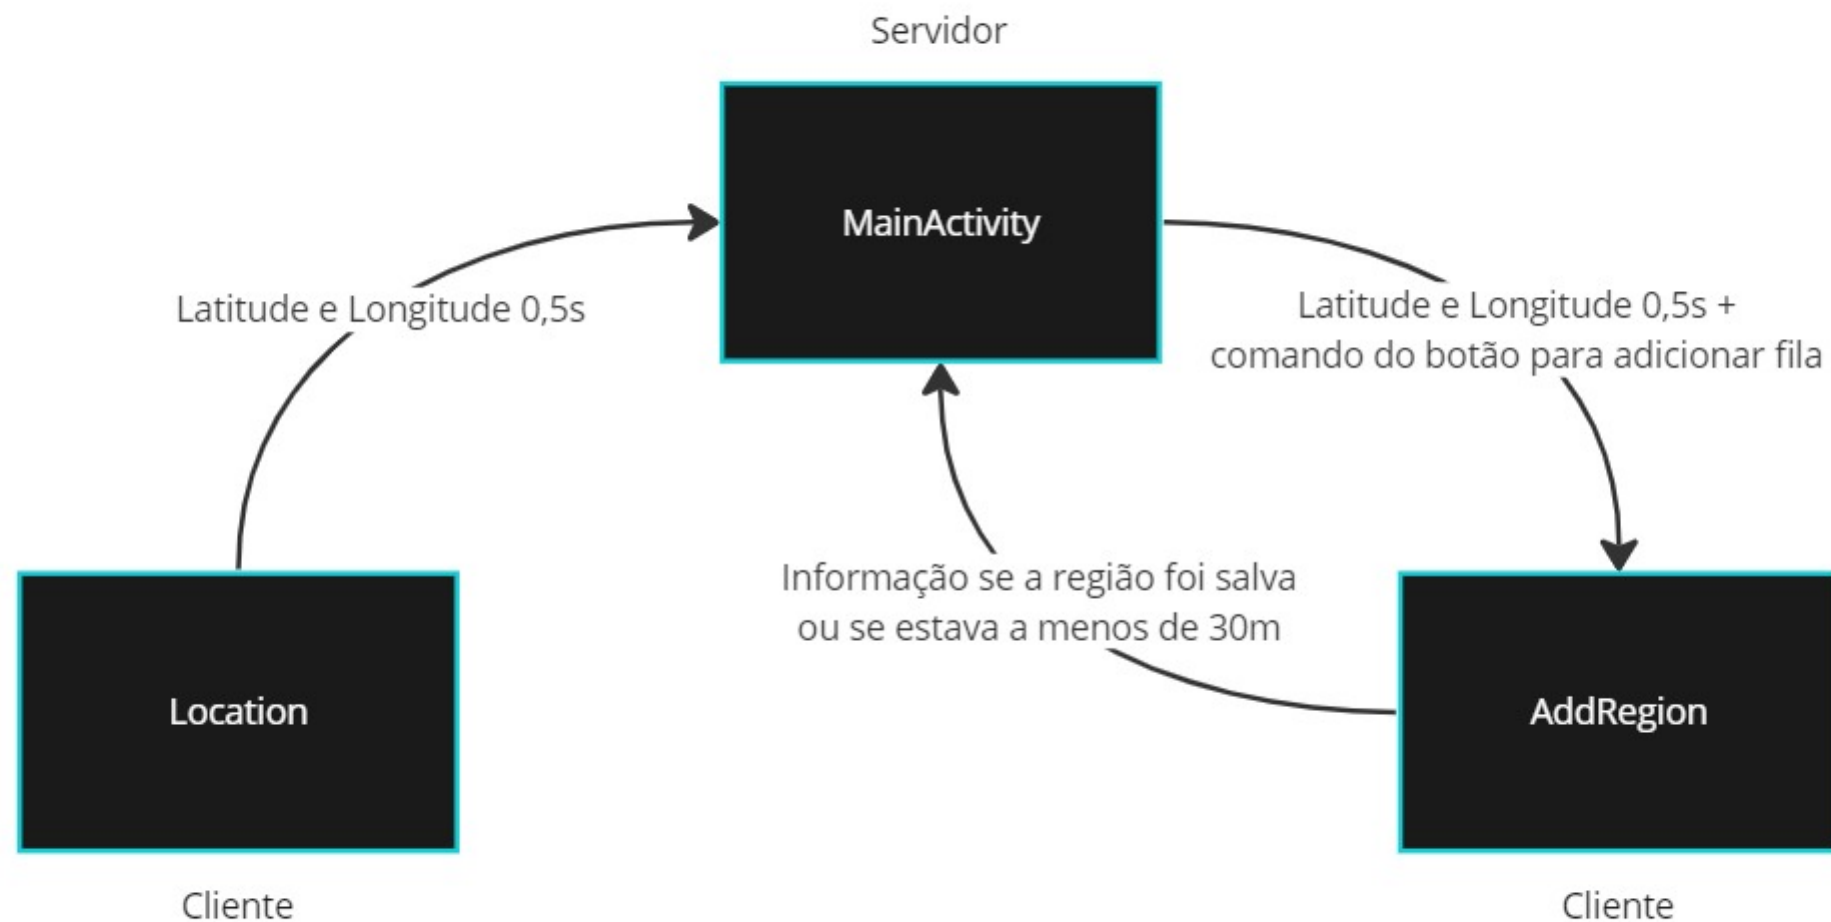 Servidor
MainActivity
Latitude e Longitude 0,5s
Latitude e Longitude 0,5s +
comando do botão para adicionar fila
Informação se a região foi salva
ou se estava a menos de 30m
Location
AddRegion
Cliente
Cliente